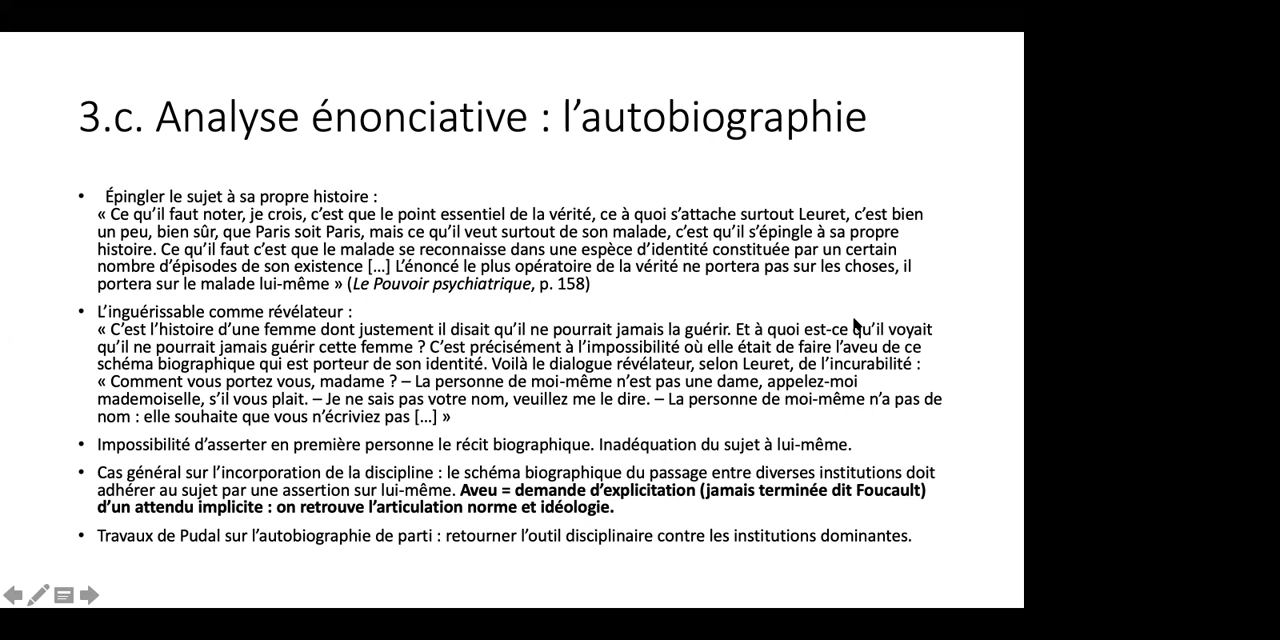 3.c. Analyse énonciative : l’autobiographie
• Épingler le sujet à sa propre histoire :
« Ce qu’il faut noter, je crois, c’est que le point essentiel de la vérité, ce à quoi s’attache surtout Leuret, c’est bien
un peu, bien sûr, que Paris soit Paris, mais ce qu’il veut surtout de son malade, c’est qu’il s’épingle à sa propre
histoire. Ce qu’il faut c’est que le malade se reconnaisse dans une espèce d’identité constituée par un certain
nombre d’épisodes de son existence […] L’énoncé le plus opératoire de la vérité ne portera pas sur les choses, il
portera sur le malade lui-même » (Le Pouvoir psychiatrique, p. 158)
• L’inguérissable comme révélateur :
« C’est l’histoire d’une femme dont justement il disait qu’il ne pourrait jamais la guérir. Et à quoi est-ce qu’il voyait
qu’il ne pourrait jamais guérir cette femme ? C’est précisément à l’impossibilité où elle était de faire l’aveu de ce
schéma biographique qui est porteur de son identité. Voilà le dialogue révélateur, selon Leuret, de l’incurabilité :
« Comment vous portez vous, madame ? – La personne de moi-même n’est pas une dame, appelez-moi
mademoiselle, s’il vous plait. – Je ne sais pas votre nom, veuillez me le dire. – La personne de moi-même n’a pas de
nom : elle souhaite que vous n’écriviez pas […] »
• Impossibilité d’asserter en première personne le récit biographique. Inadéquation du sujet à lui-même.
• Cas général sur l’incorporation de la discipline : le schéma biographique du passage entre diverses institutions doit
adhérer au sujet par une assertion sur lui-même. Aveu = demande d’explicitation (jamais terminée dit Foucault)
d’un attendu implicite : on retrouve l’articulation norme et idéologie.
• Travaux de Pudal sur l’autobiographie de parti : retourner l’outil disciplinaire contre les institutions dominantes.